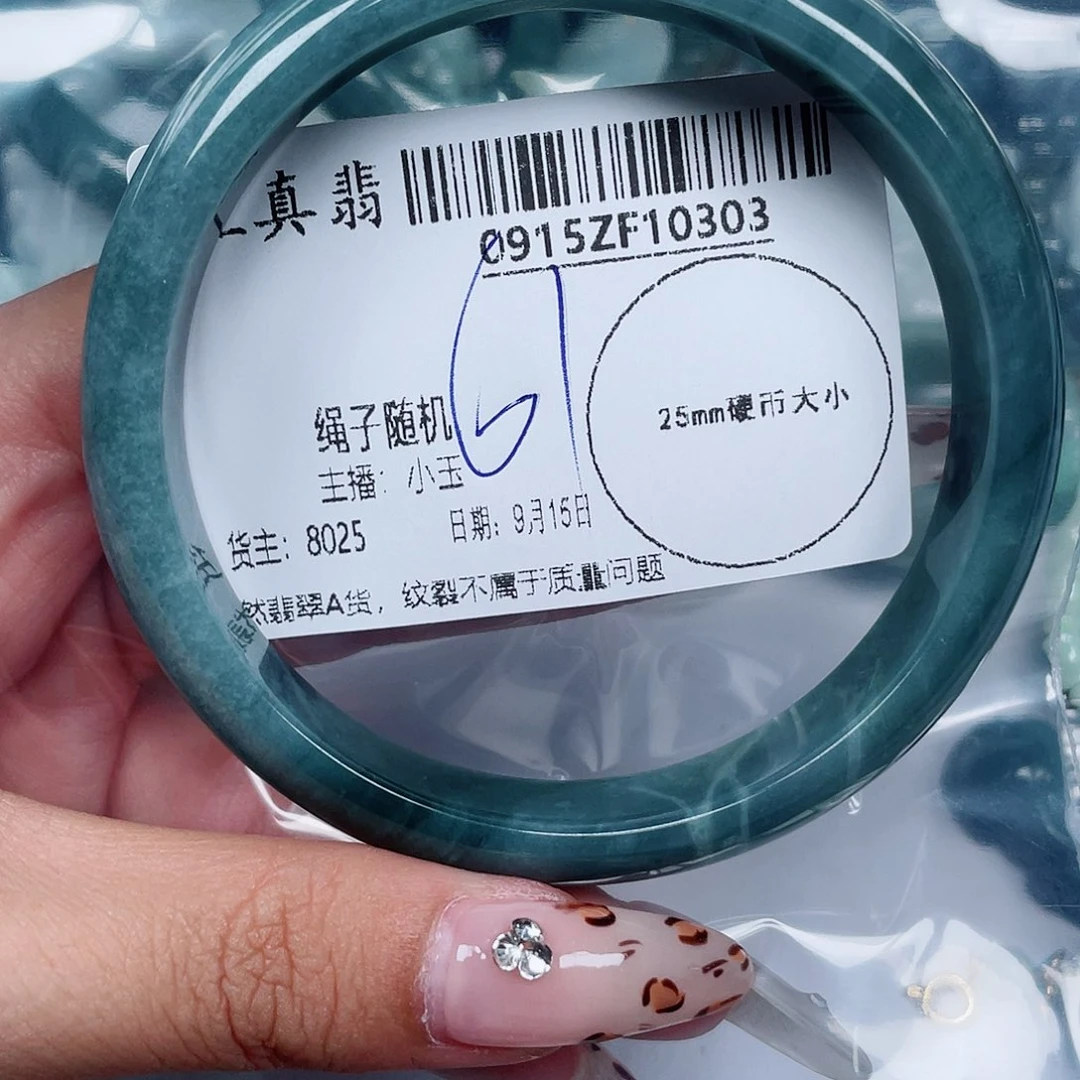 真翡
0915ZF10303
25mm硬币大小
绳子随机
主播：小玉
货主：8025 日期：9月15日
然翡翠A货，纹裂不属于质量问题